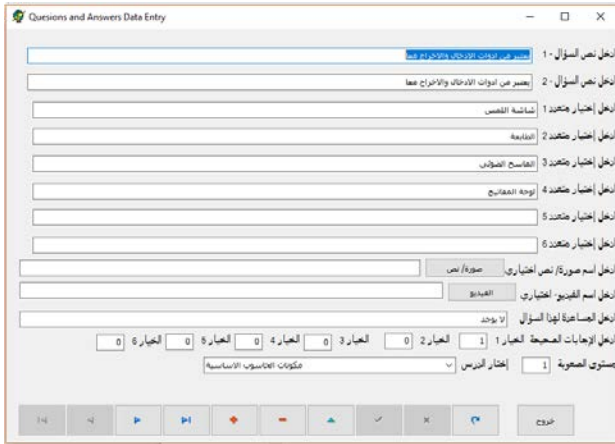 Quesions and Answers Data Entry
ادخل نص السؤال - 1 يعتبر من ادوات الادخال والاخراج معا
ادخل نص السؤال - 2 يعتبر من ادوات الادخال والاخراج معا
ادخل إختيار متعدد 1 شاشة اللمس
ادخل إختيار متعدد 2 الطابعة
ادخل إختيار متعدد 3 الماسح الضوئي
ادخل إختيار متعدد 4 لوحة المفاتيح
ادخل إختيار متعدد 5
ادخل إختيار متعدد 6
ادخل اسم صورة/ نص اختياري صورة/ نص
ادخل اسم الفيديو- اختياري الفيديو
ادخل المساعدة لهذا السؤال لا يوجد
ادخل الإجابات الصحيحة الخيار 1 1 الخيار 2 0 الخيار 3 0 الخيار 4 0 الخيار 5 0 الخيار 6 0
مستوى الصعوبة 1 إختار الدرس مكونات الحاسوب الاساسية
خروج